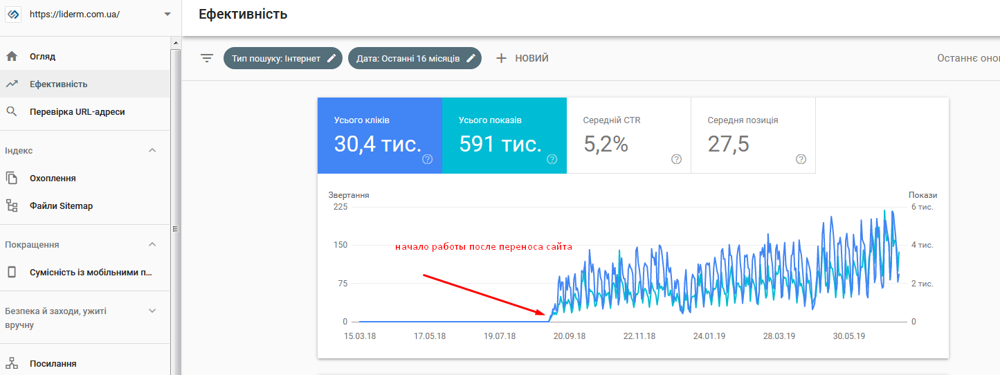 https://liderm.com.ua/
Ефективність
Огляд
Ефективність
Перевірка URL-адреси
Індекс
Охоплення
Файли Sitemap
Покращення
Сумісність із мобільними п...
Безпека й заходи, ужиті
вручну
Посилання
Тип пошуку: Інтернет
Дата: Останні 16 місяців
НОВИЙ
Останнє оно
Усього кліків
30,4 тис.
Усього показів
591 тис.
Середній CTR
5,2%
Середня позиція
27,5
Звертання
Покази
225
6 тис.
150
4 тис.
75
2 тис.
0
0
начало работы после переноса сайта
15.03.18
17.05.18
19.07.18
20.09.18
22.11.18
24.01.19
28.03.19
30.05.19